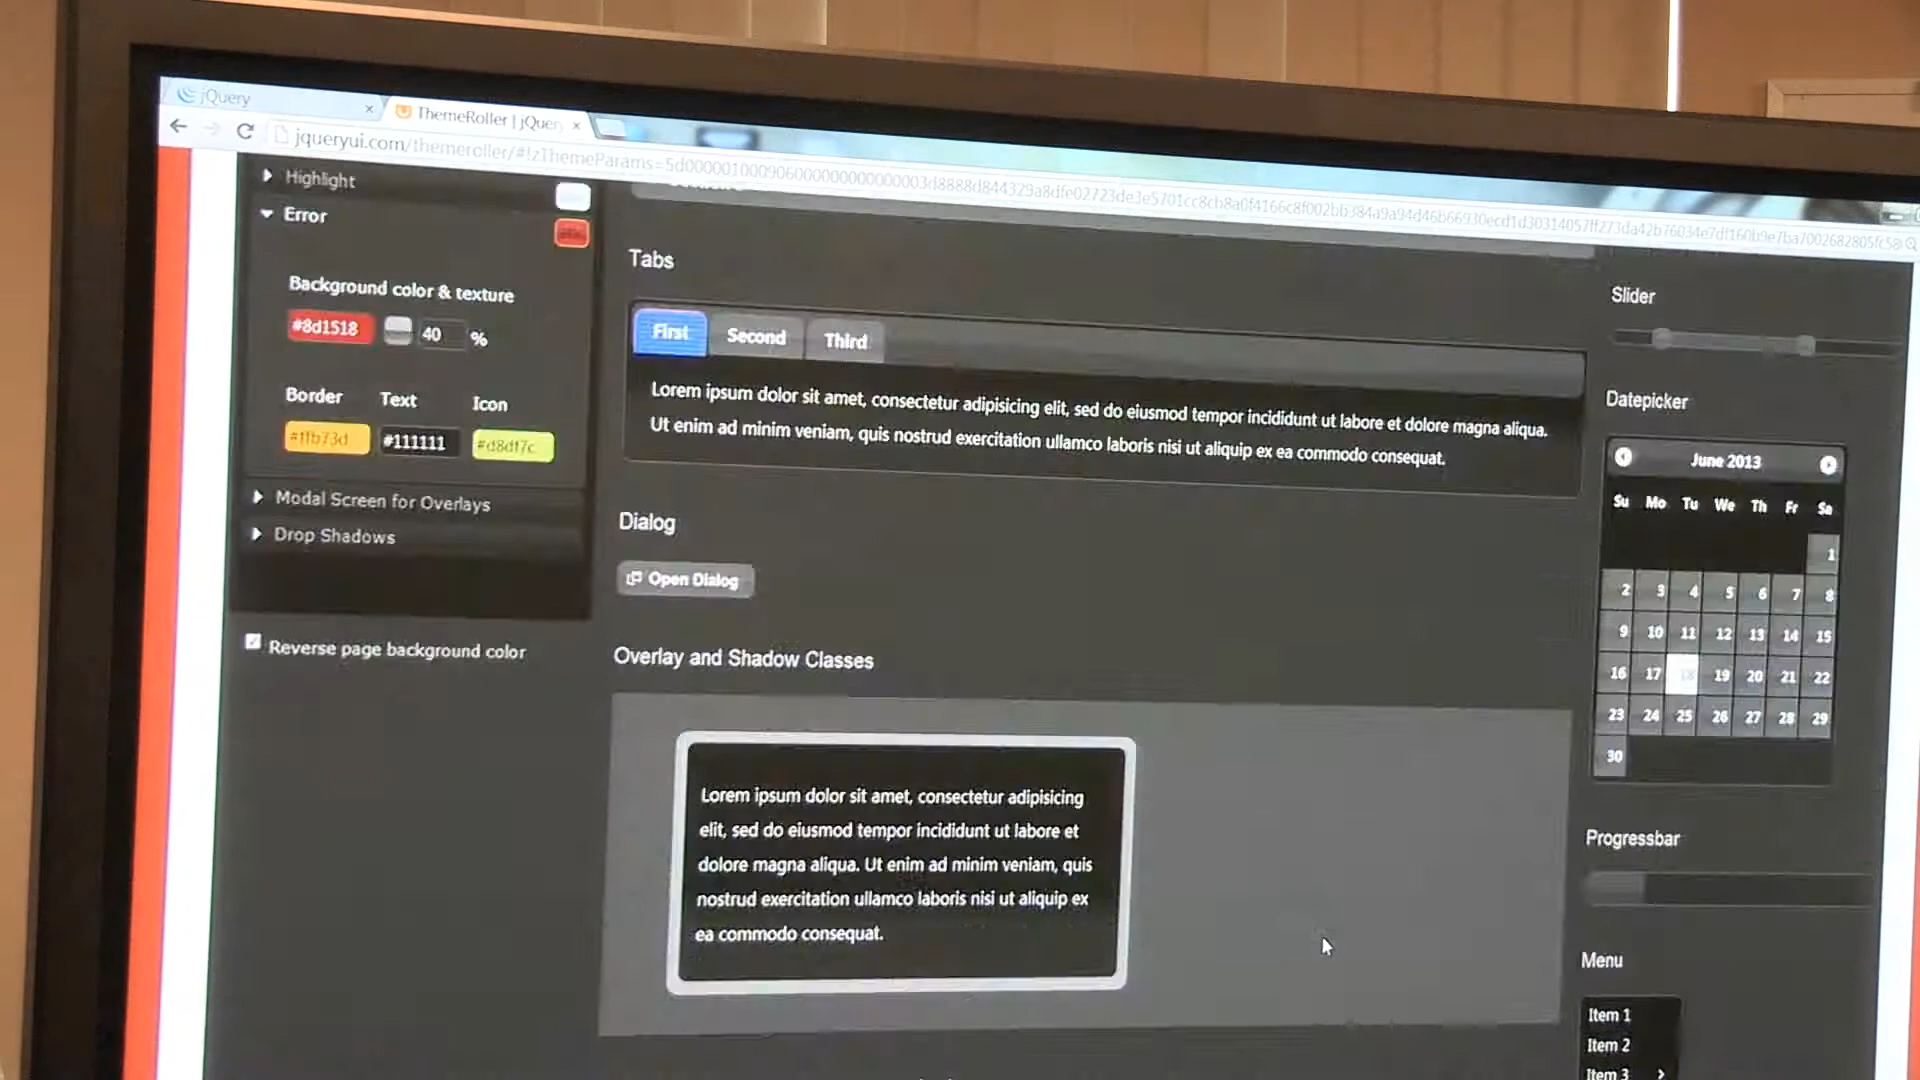 jQuery
ThemeRoller | jQuer
jqueryui.com/themeroller/#!zThemeParams=5d00000100
Highlight
Error
Background color & texture
#8d1518 40 %
Border Text Icon
#ffb73d #111111 #d8df7c
Modal Screen for Overlays
Drop Shadows
Reverse page background color
Tabs
First Second Third
Lorem ipsum dolor sit amet, consectetur adipisicing elit, sed do eiusmod tempor incididunt ut labore et dolore magna aliqua.
Ut enim ad minim veniam, quis nostrud exercitation ullamco laboris nisi ut aliquip ex ea commodo consequat.
Dialog
Open Dialog
Overlay and Shadow Classes
Lorem ipsum dolor sit amet, consectetur adipisicing
elit, sed do eiusmod tempor incididunt ut labore et
dolore magna aliqua. Ut enim ad minim veniam, quis
nostrud exercitation ullamco laboris nisi ut aliquip ex
ea commodo consequat.
Slider
Datepicker
June 2013
Su Mo Tu We Th Fr Sa
1
2 3 4 5 6 7 8
9 10 11 12 13 14 15
16 17 18 19 20 21 22
23 24 25 26 27 28 29
30
Progressbar
Menu
Item 1
Item 2
Item 3